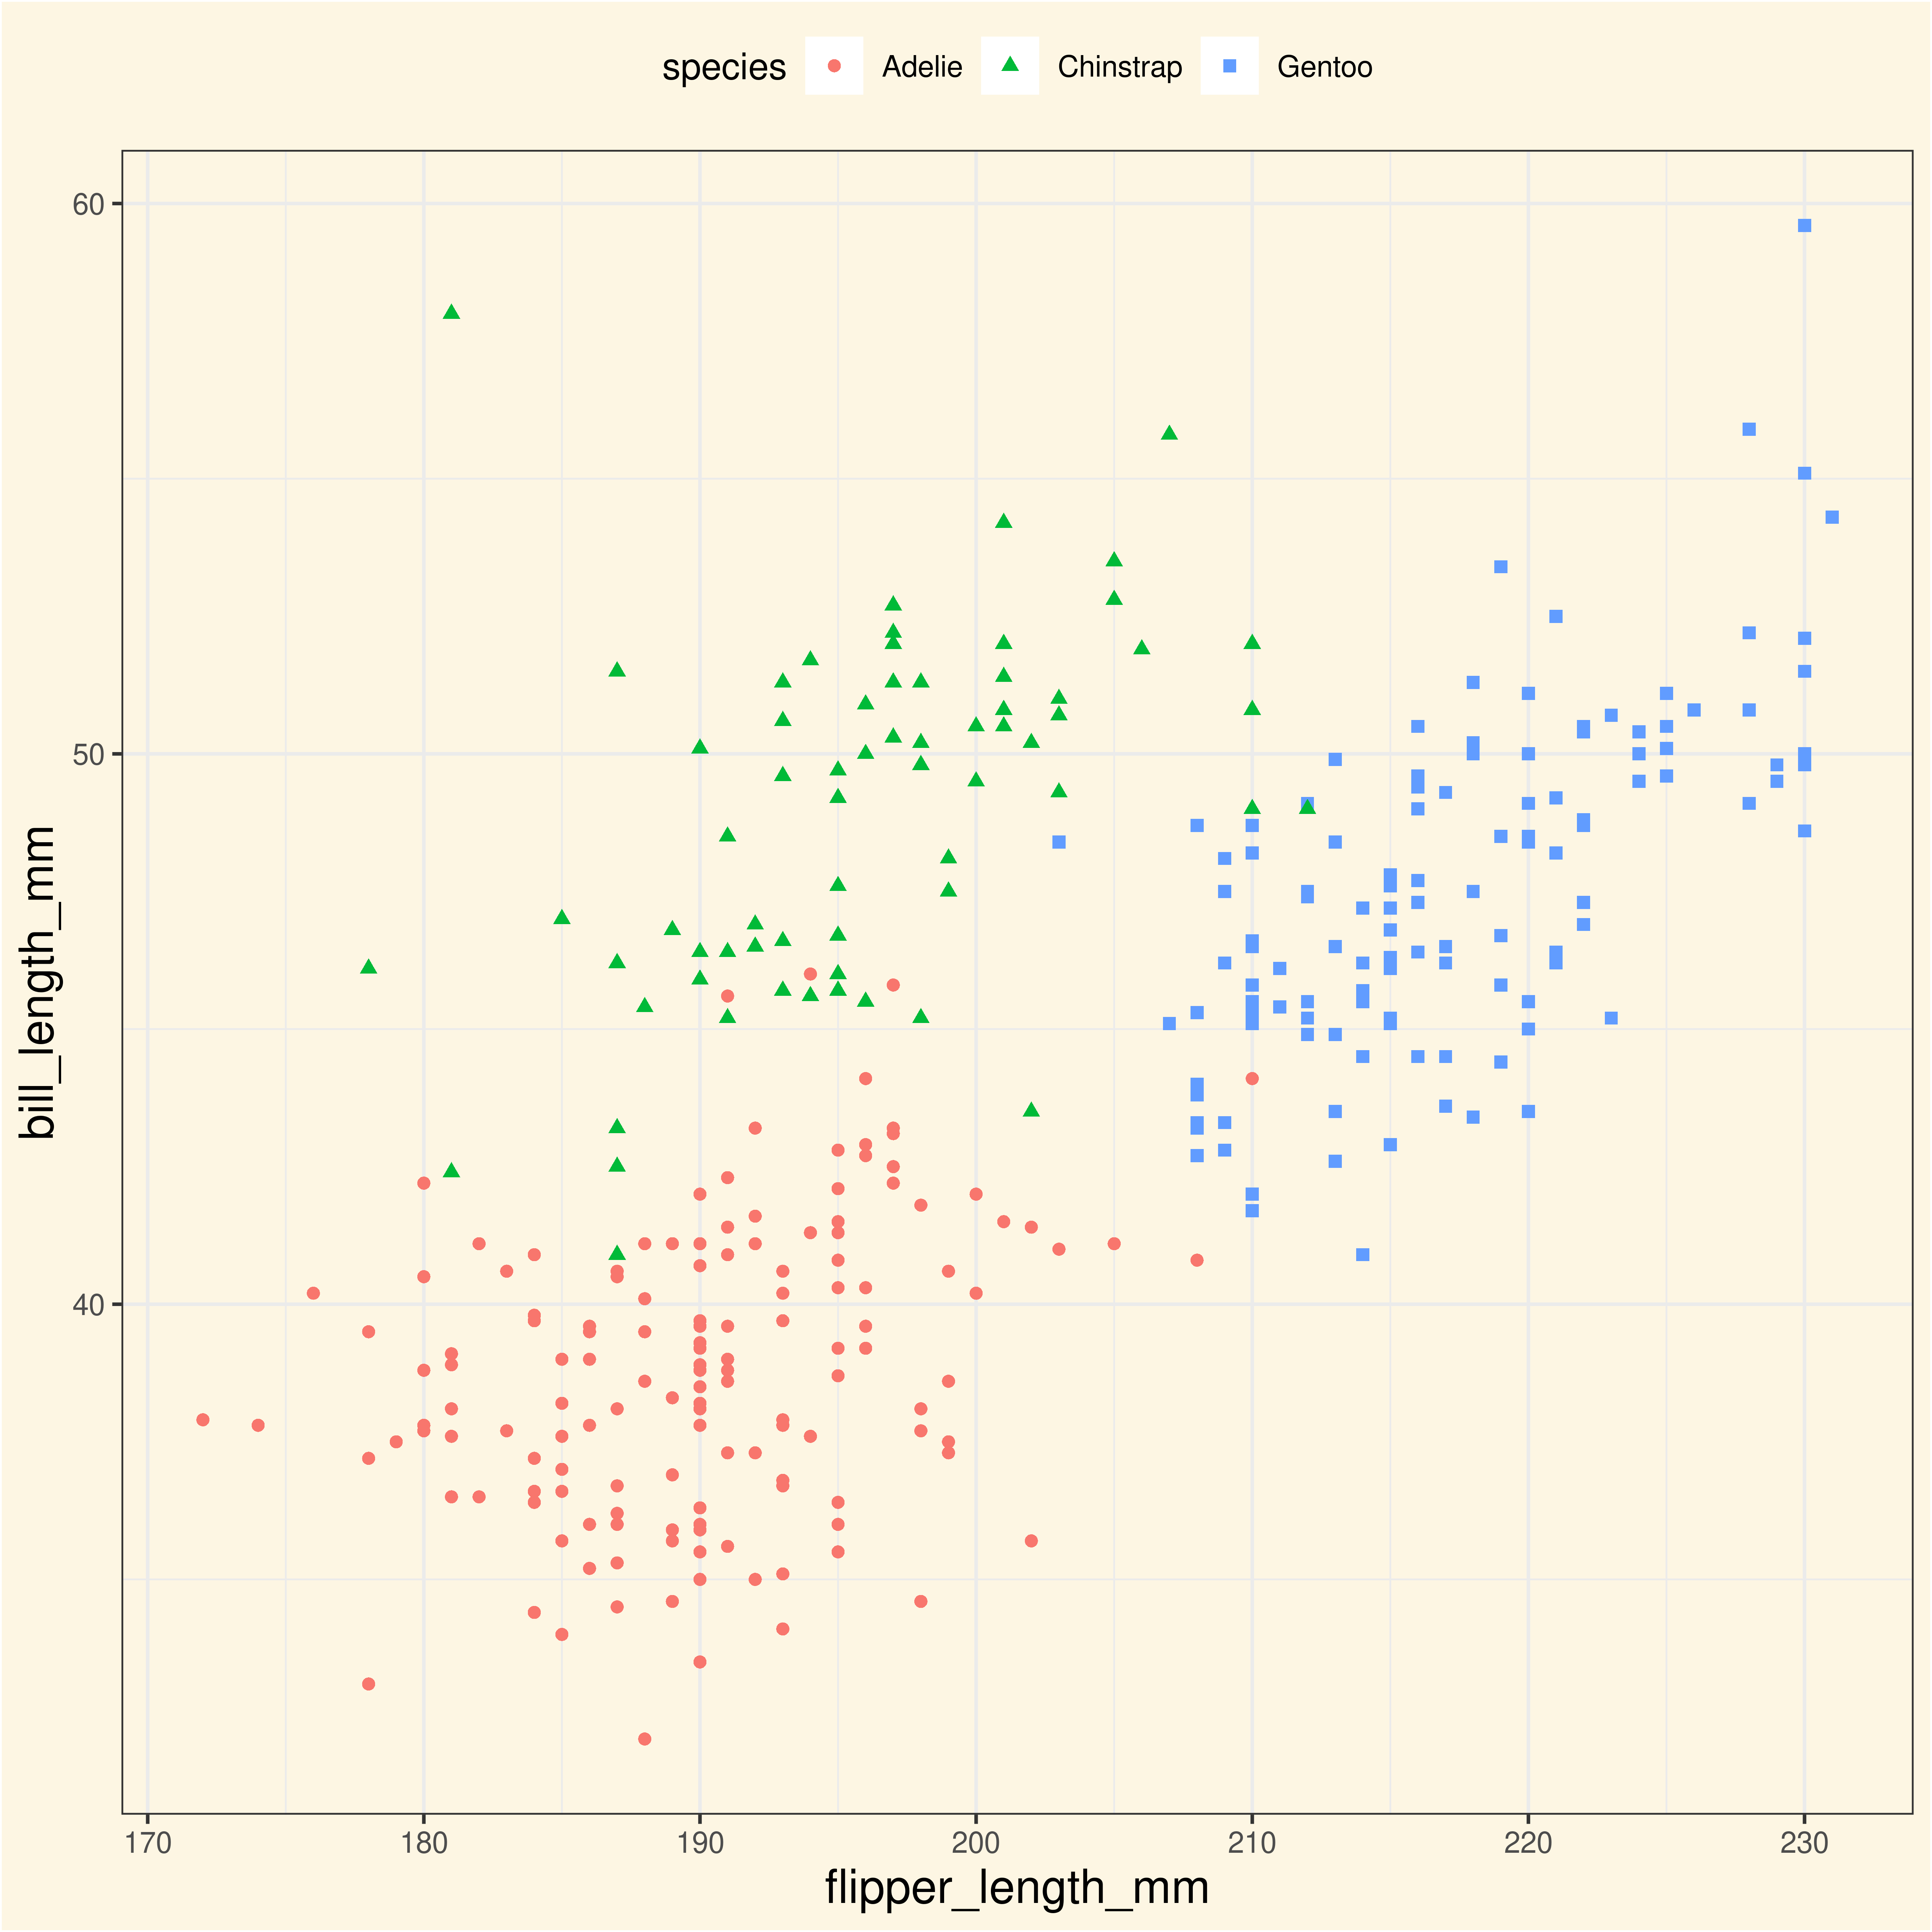 species Adelie Chinstrap Gentoo
60
50
40
bill_length_mm
170 180 190 200 210 220 230
flipper_length_mm